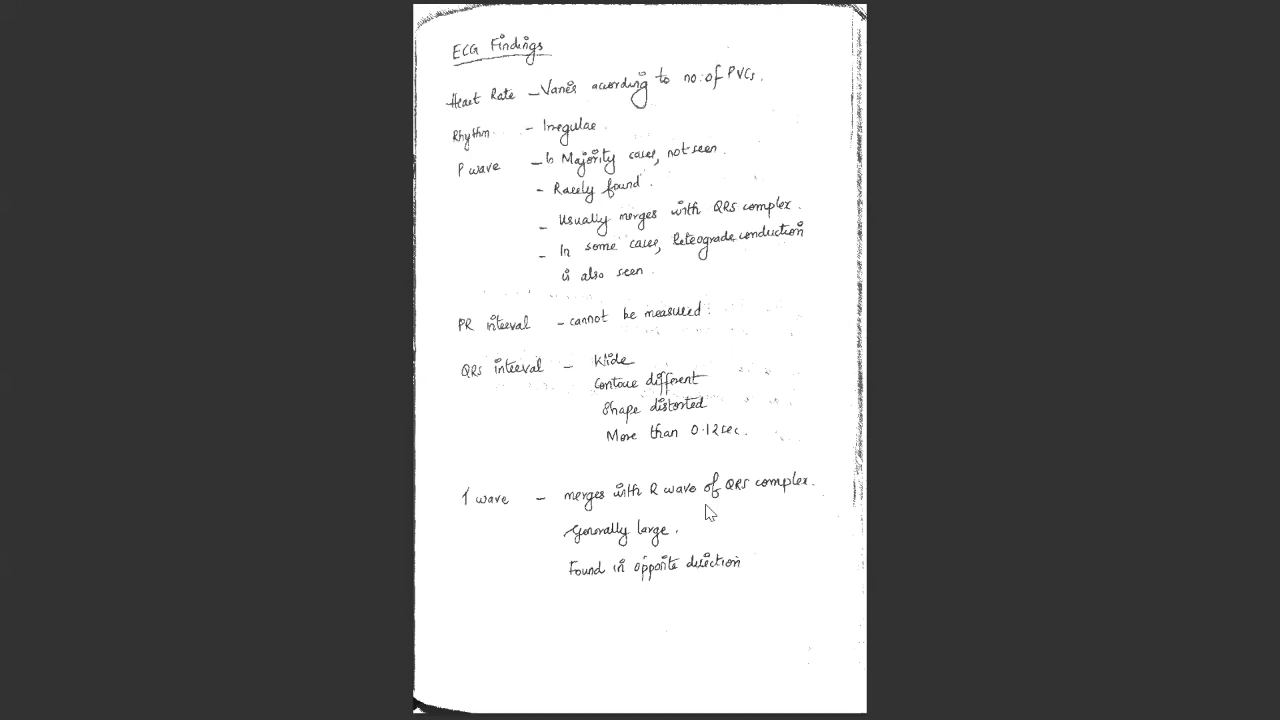 ECG Findings
Heart Rate - Varies according to no. of PVCs.
Rhythm - Irregular.
P wave - In Majority cases, not seen.
- Rarely found.
- Usually merges with QRS complex.
- In some cases, Retrograde conduction
is also seen.
PR interval - cannot be measured.
QRS interval - Wide
Contour different
Shape distorted
More than 0.12sec.
T wave - merges with R wave of QRS complex.
Generally large.
Found in opposite direction